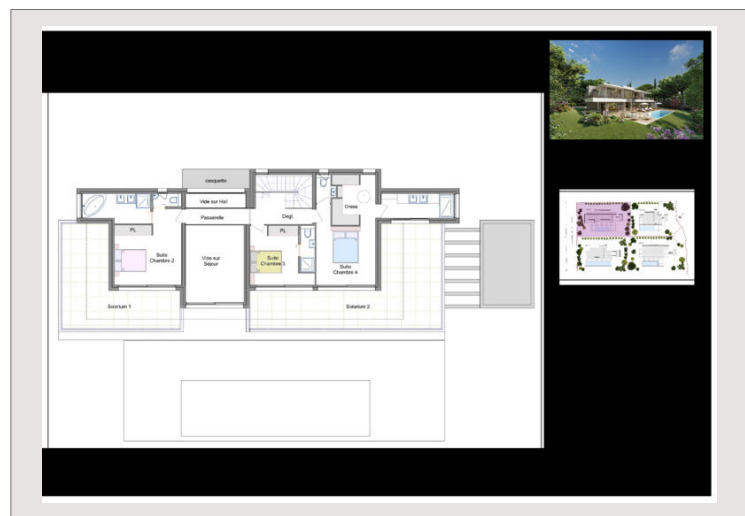 casquette
Vide sur Hall
Passerelle
Degt.
Dress
PL
PL
Suite
Chambre 2
Vide sur
Séjour
Suite
Chambre 3
Suite
Chambre 4
Solarium 1
Solarium 2